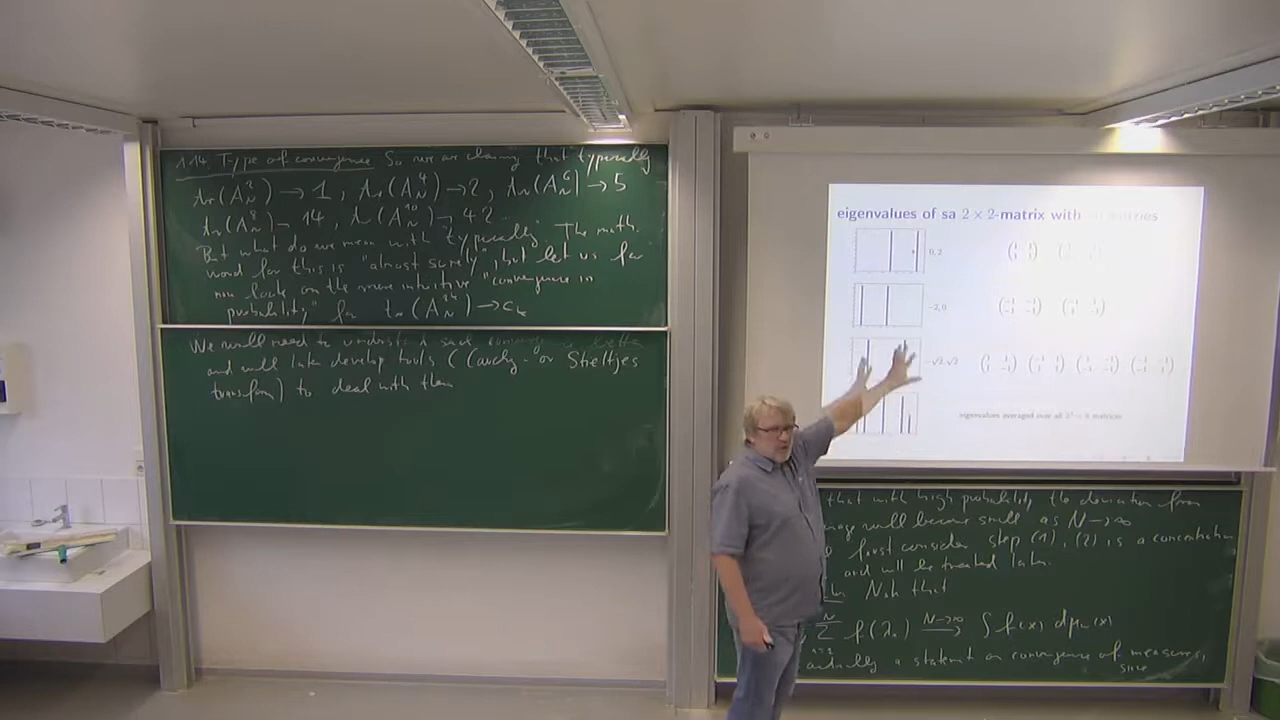 1.14. Type of convergence So we are claiming that typically
tr(A_N^2) → 1, tr(A_N^4) → 2, tr(A_N^6) → 5
tr(A_N^8) → 14, tr(A_N^10) → 42
But what do we mean with "typically". The math.
word for this is "almost surely", but let us for
now look on the more intuitive "convergence in
probability" for tr(A_N^2k) → c_k
We will need to understand such convergence better
and will later develop tools (Cauchy- or Stieltjes
transform) to deal with them
eigenvalues of sa 2 × 2-matrix with entries
0, 2
−2, 0
−√2, √2
eigenvalues averaged over all 2³ = 8 matrices
that with high probability the deviation from
will become small as N→∞
first consider step (1), (2) is a concentration
and will be treated later.
Note that
Σ f(λ_i) →^{N→∞} ∫ f(x) dμ_W(x)
actually a statement on convergence of measures,
since